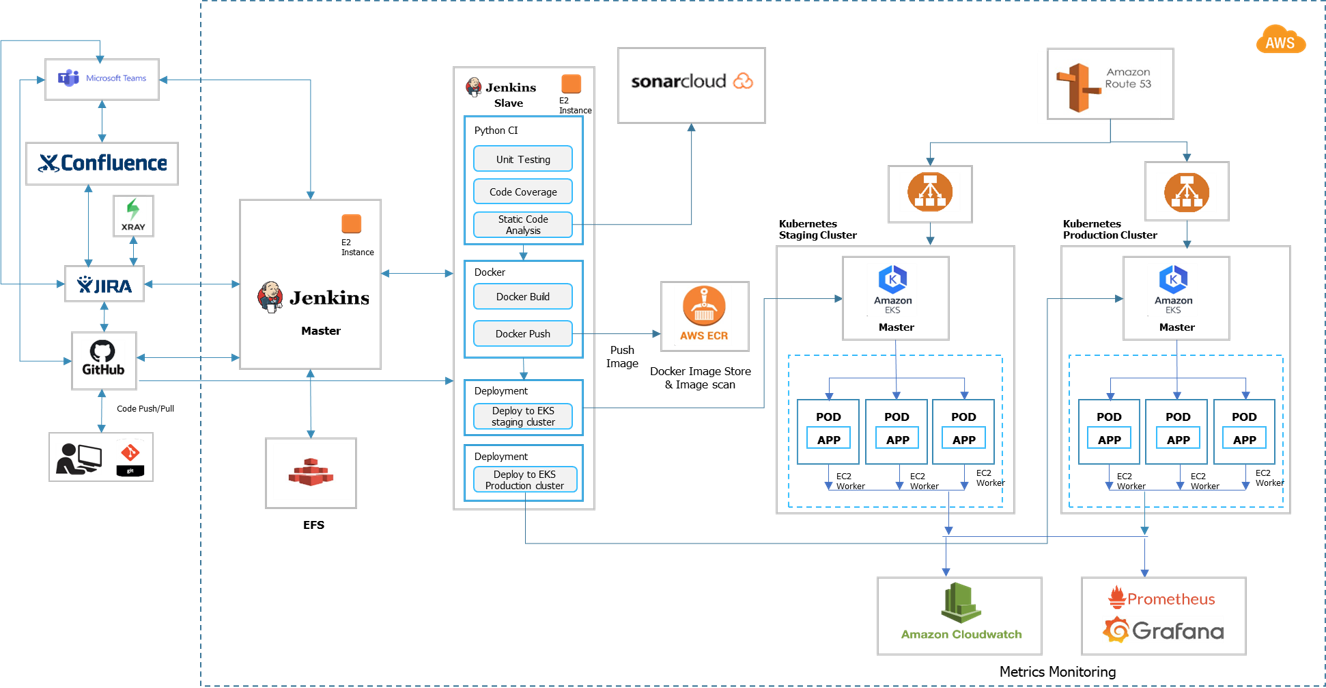 AWS
Microsoft Teams
Confluence
XRAY
JIRA
GitHub
Code Push/Pull
git
E2
Instance
Jenkins
Master
EFS
Jenkins
Slave
E2
Instance
Python CI
Unit Testing
Code Coverage
Static Code
Analysis
Docker
Docker Build
Docker Push
Deployment
Deploy to EKS
staging cluster
Deployment
Deploy to EKS
Production cluster
sonarcloud
Push
Image
AWS ECR
Docker Image Store
& Image scan
Amazon
Route 53
Kubernetes
Staging Cluster
Amazon
EKS
Master
POD
APP
POD
APP
POD
APP
EC2
Worker
EC2
Worker
EC2
Worker
Kubernetes
Production Cluster
Amazon
EKS
Master
POD
APP
POD
APP
POD
APP
EC2
Worker
EC2
Worker
EC2
Worker
Amazon Cloudwatch
Prometheus
Grafana
Metrics Monitoring